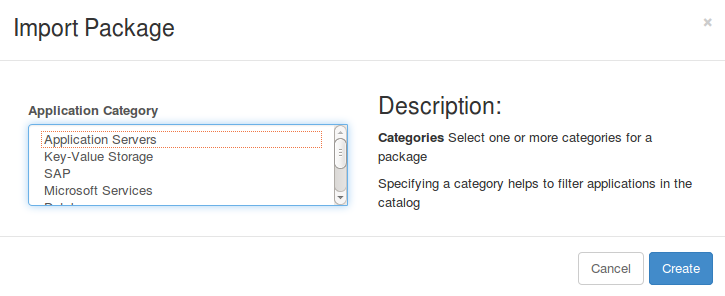 Import Package
×
Application Category
Application Servers
Key-Value Storage
SAP
Microsoft Services
Description:
Categories Select one or more categories for a
package
Specifying a category helps to filter applications in the
catalog
Cancel
Create